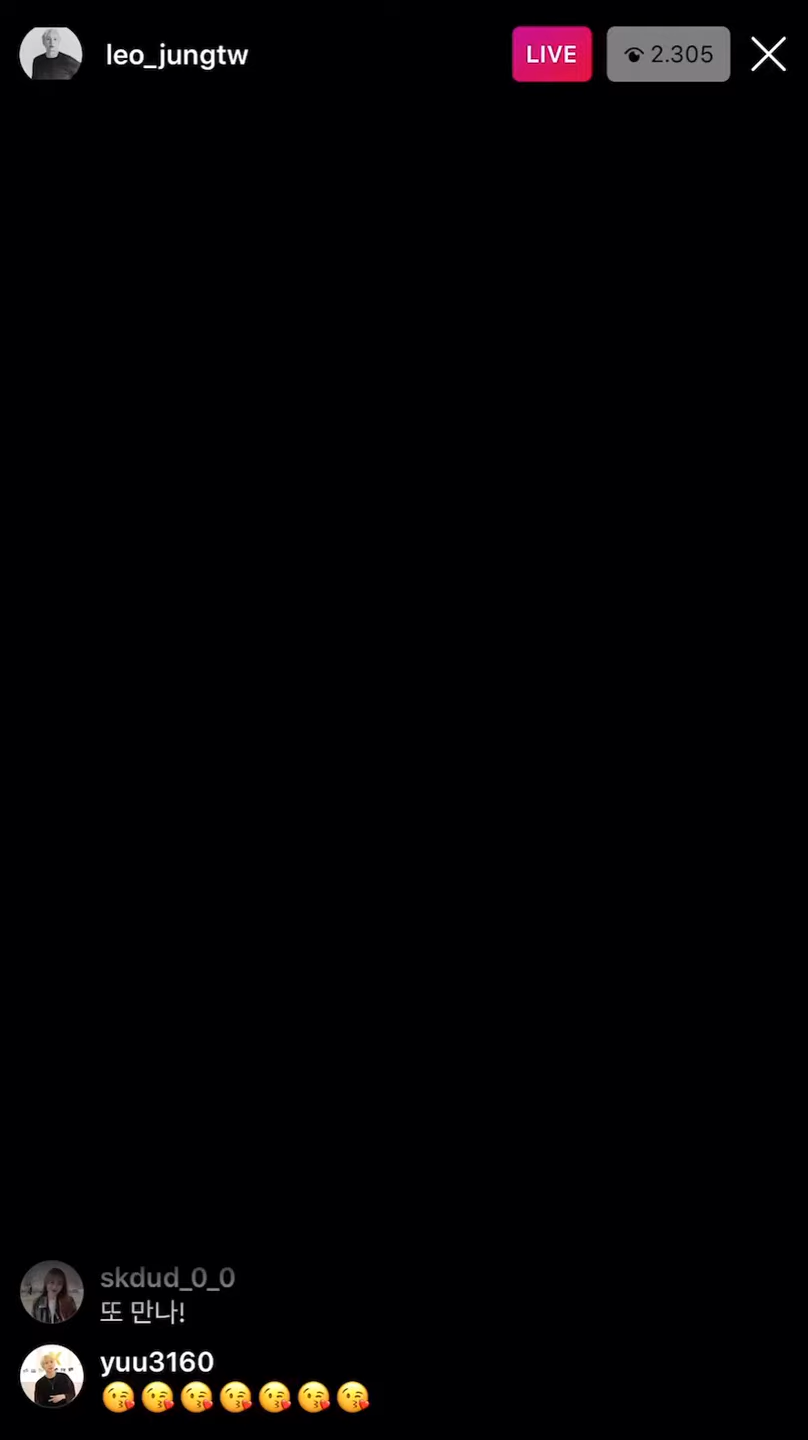 leo_jungtw
LIVE
2.305
skdud_0_0
또 만나!
yuu3160
😘😘😘😘😘😘😘